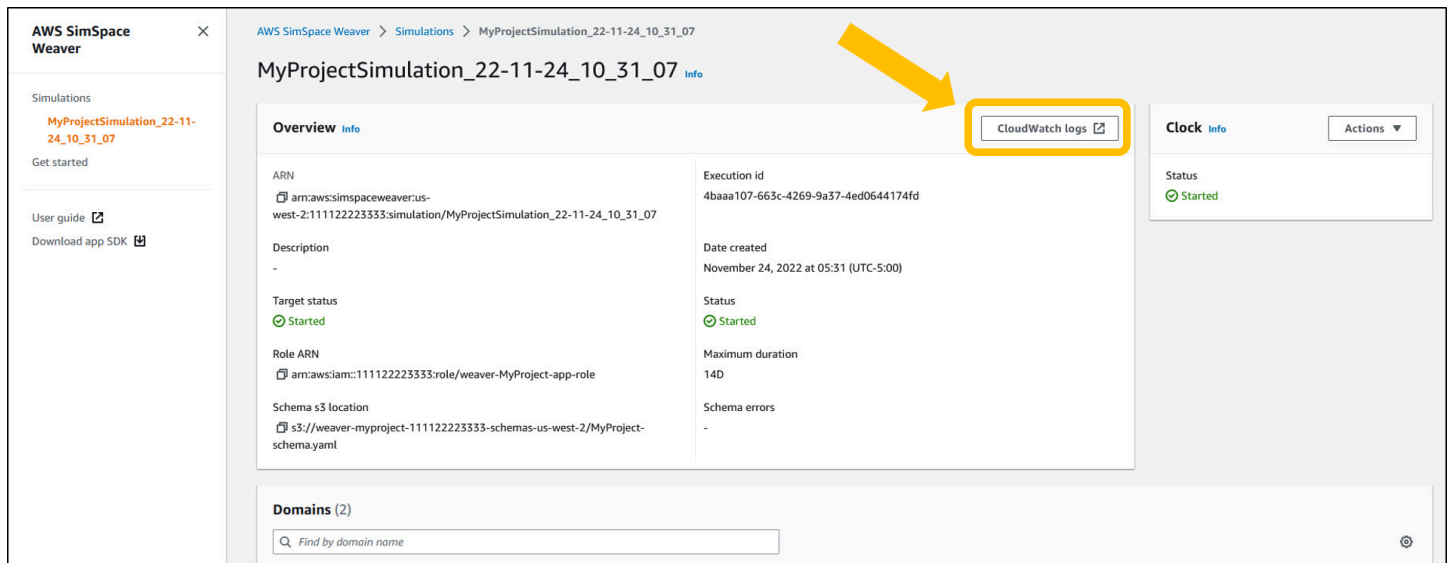 AWS SimSpace
Weaver
Simulations
MyProjectSimulation_22-11-
24_10_31_07
Get started
User guide
Download app SDK
AWS SimSpace Weaver > Simulations > MyProjectSimulation_22-11-24_10_31_07
MyProjectSimulation_22-11-24_10_31_07 Info
Overview Info
CloudWatch logs
ARN
arn:aws:simspaceweaver:us-
west-2:111122223333:simulation/MyProjectSimulation_22-11-24_10_31_07
Execution id
4baaa107-663c-4269-9a37-4ed0644174fd
Description
-
Date created
November 24, 2022 at 05:31 (UTC-5:00)
Target status
Started
Status
Started
Role ARN
arn:aws:iam::111122223333:role/weaver-MyProject-app-role
Maximum duration
14D
Schema s3 location
s3://weaver-myproject-111122223333-schemas-us-west-2/MyProject-
schema.yaml
Schema errors
-
Clock Info
Actions
Status
Started
Domains (2)
Find by domain name